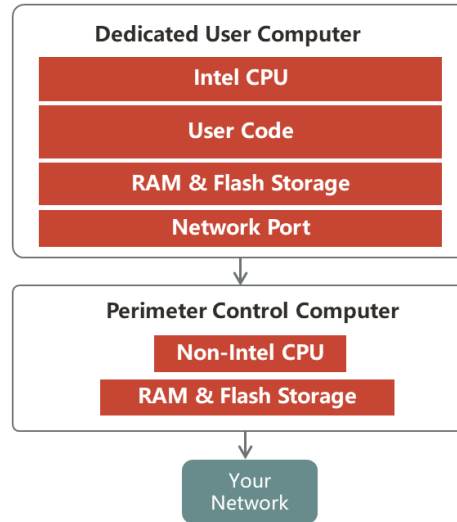 Dedicated User Computer
Intel CPU
User Code
RAM & Flash Storage
Network Port
Perimeter Control Computer
Non-Intel CPU
RAM & Flash Storage
Your
Network